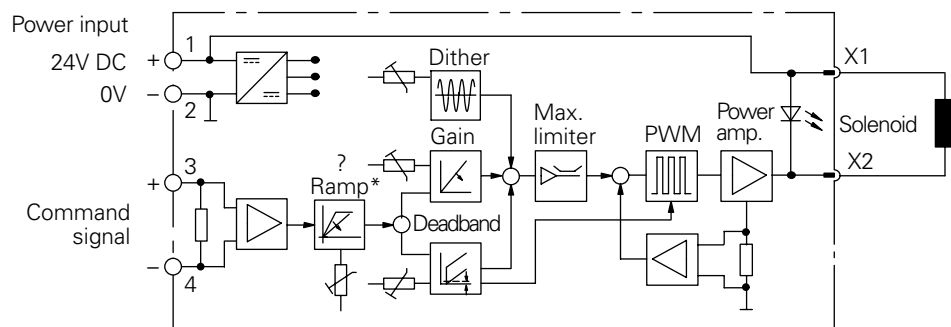 Power input
+
1
24V DC
0V
−
2
3
+
Command
signal
−
4
?
Ramp*
Dither
Gain
Deadband
Max.
limiter
PWM
Power
amp.
X1
Solenoid
X2